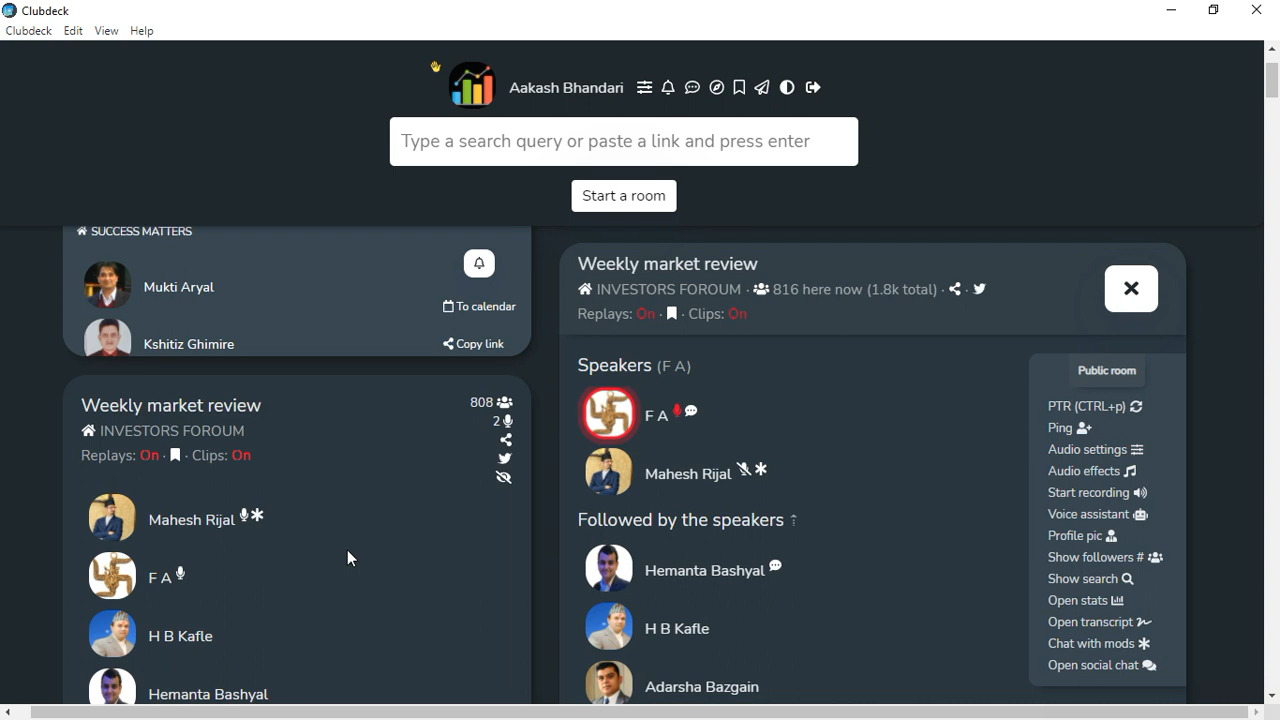 Clubdeck
Clubdeck Edit View Help
Aakash Bhandari
Type a search query or paste a link and press enter
Start a room
SUCCESS MATTERS
Mukti Aryal
To calendar
Kshitiz Ghimire
Copy link
Weekly market review
808
INVESTORS FOROUM
2
Replays: On · Clips: On
Mahesh Rijal
F A
H B Kafle
Hemanta Bashyal
Weekly market review
INVESTORS FOROUM · 816 here now (1.8k total) · ·
Replays: On · Clips: On
Speakers (F A)
F A
Mahesh Rijal
Followed by the speakers
Hemanta Bashyal
H B Kafle
Adarsha Bazgain
Public room
PTR (CTRL+p)
Ping
Audio settings
Audio effects
Start recording
Voice assistant
Profile pic
Show followers #
Show search
Open stats
Open transcript
Chat with mods
Open social chat